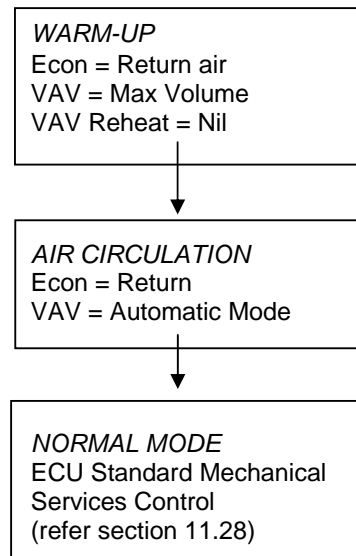 WARM-UP
Econ = Return air
VAV = Max Volume
VAV Reheat = Nil
AIR CIRCULATION
Econ = Return
VAV = Automatic Mode
NORMAL MODE
ECU Standard Mechanical
Services Control
(refer section 11.28)